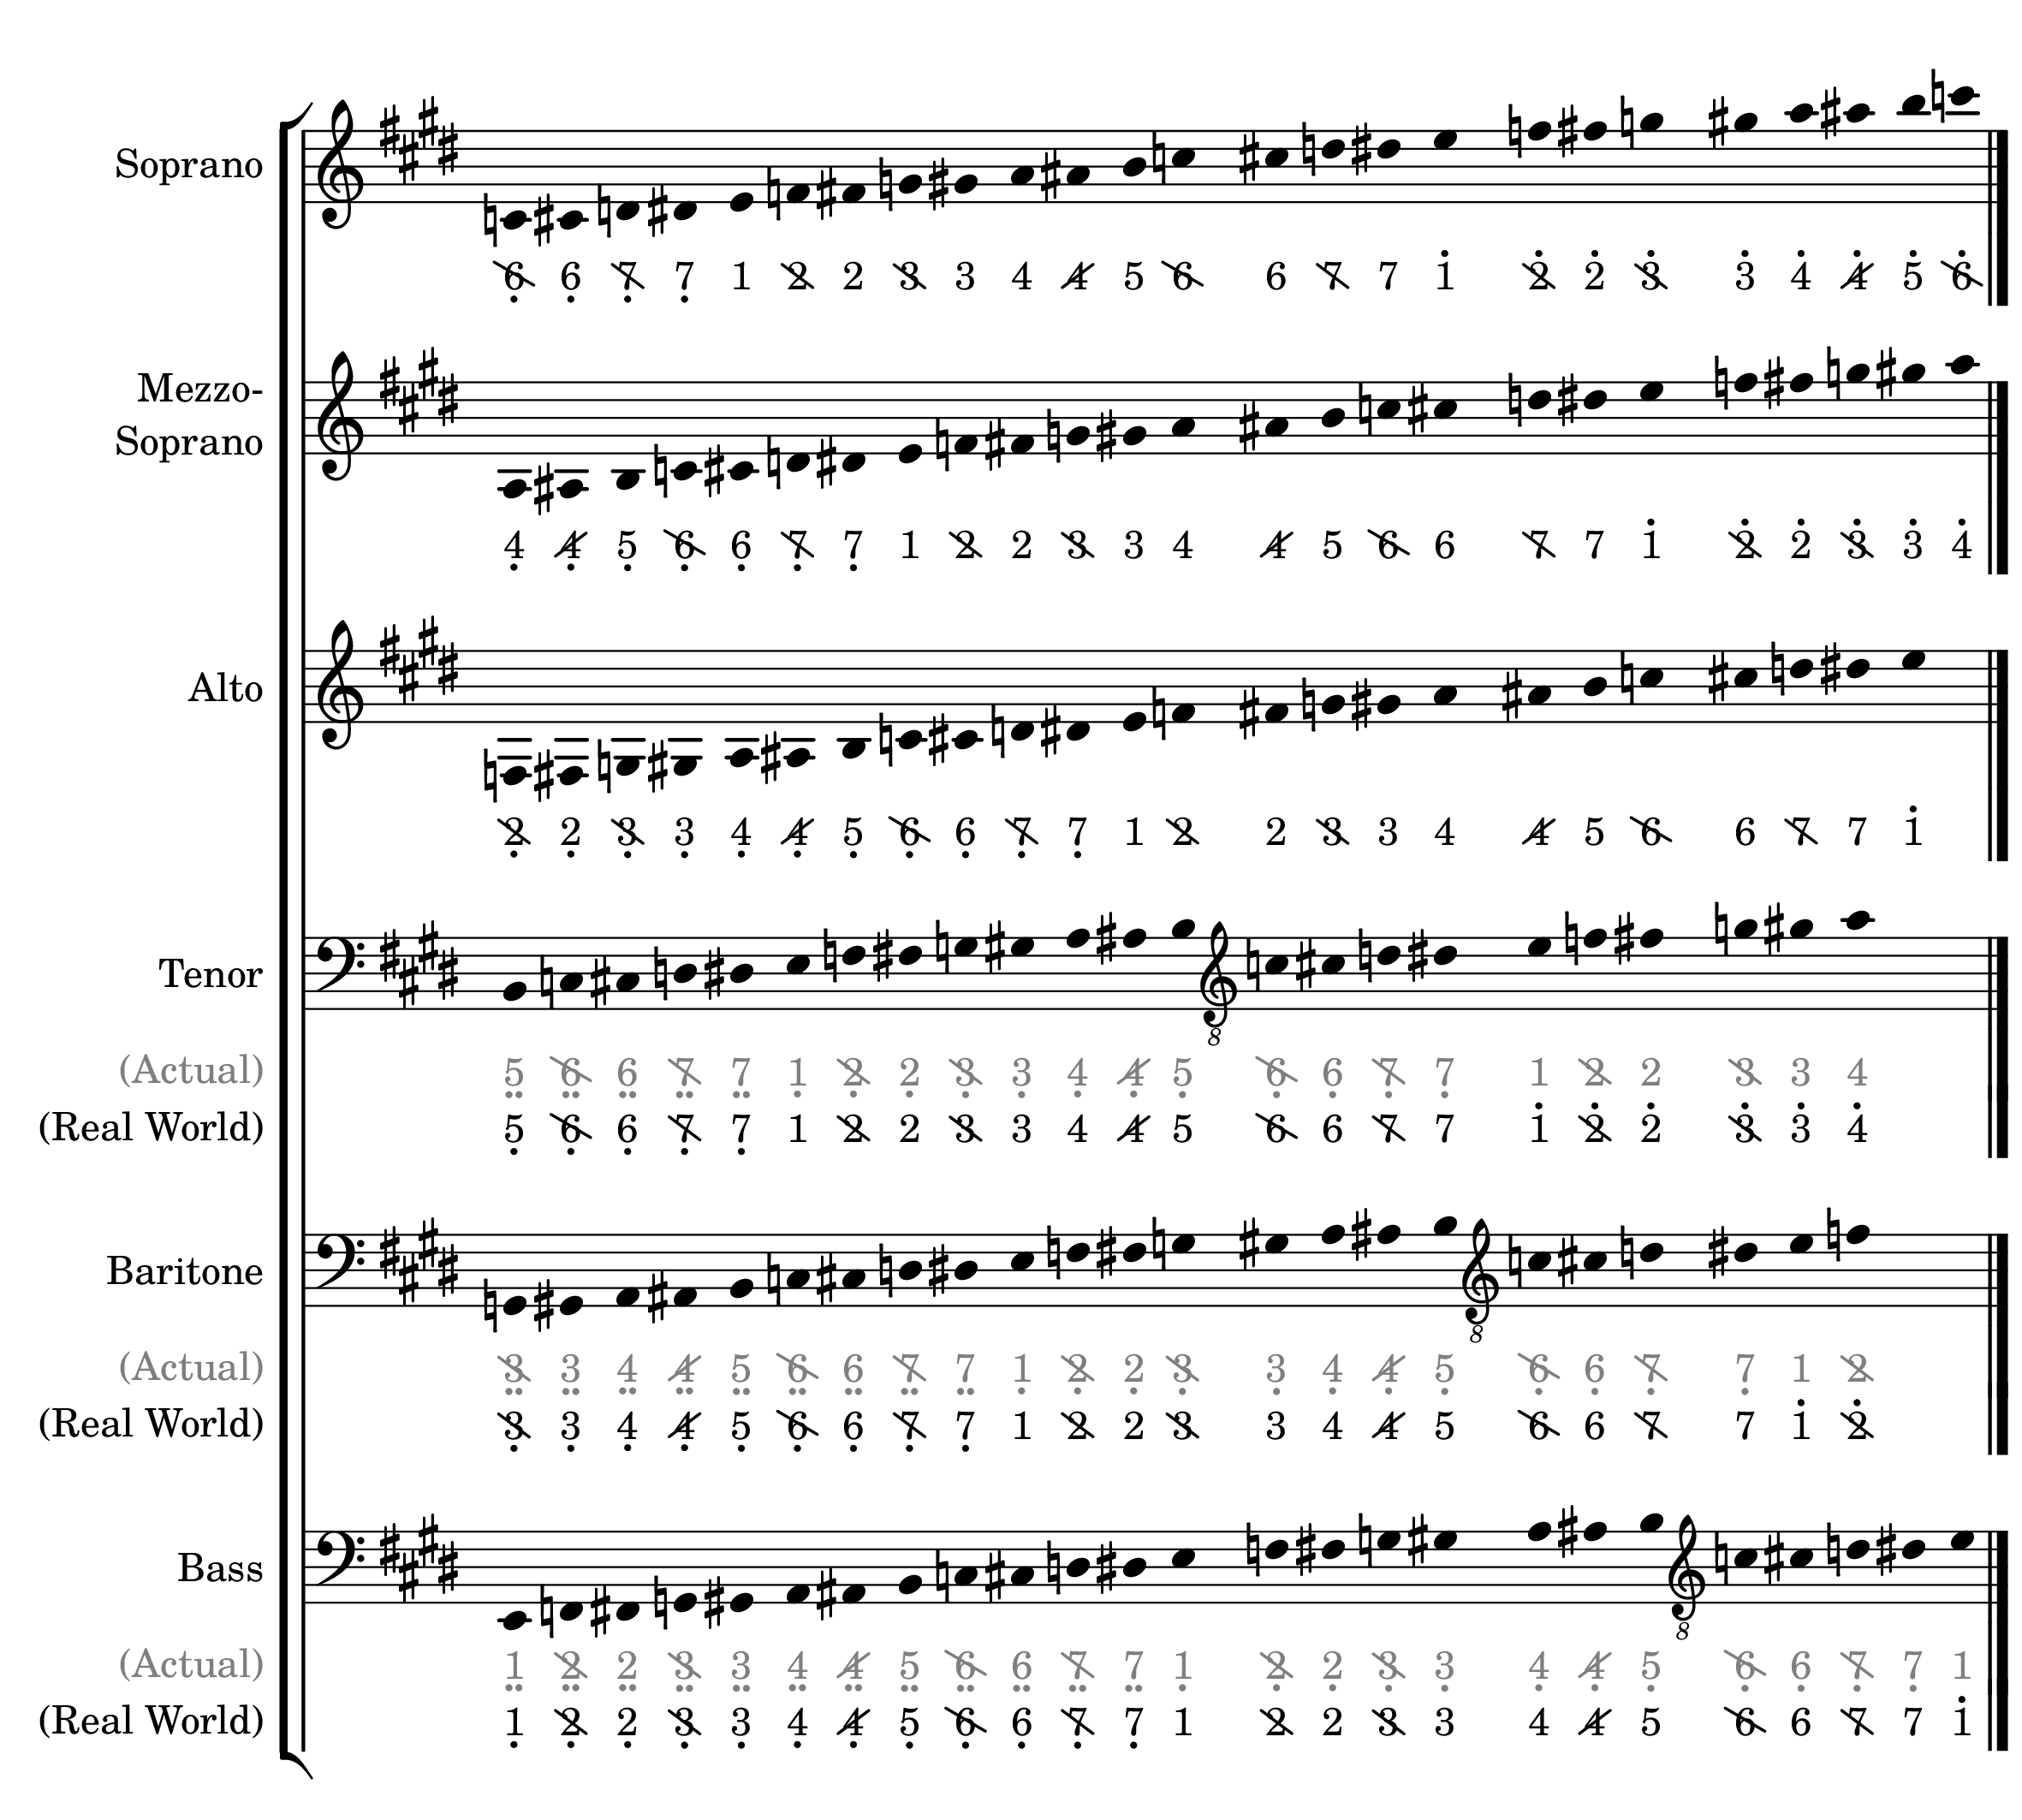 Soprano
6 6 7 7 1 2 2 3 3 4 4 5 6 6 7 7 1 2 2 3 3 4 4 5 6
Mezzo-
Soprano
4 4 5 6 6 7 7 1 2 2 3 3 4 4 5 6 6 7 7 1 2 2 3 3 4
Alto
2 2 3 3 4 4 5 6 6 7 7 1 2 2 3 3 4 4 5 6 6 7 7 1
Tenor
8
(Actual) 5 6 6 7 7 1 2 2 3 3 4 4 5 6 6 7 7 1 2 2 3 3 4
(Real World) 5 6 6 7 7 1 2 2 3 3 4 4 5 6 6 7 7 1 2 2 3 3 4
Baritone
8
(Actual) 3 3 4 4 5 6 6 7 7 1 2 2 3 3 4 4 5 6 6 7 7 1 2
(Real World) 3 3 4 4 5 6 6 7 7 1 2 2 3 3 4 4 5 6 6 7 7 1 2
Bass
8
(Actual) 1 2 2 3 3 4 4 5 6 6 7 7 1 2 2 3 3 4 4 5 6 6 7 7 1
(Real World) 1 2 2 3 3 4 4 5 6 6 7 7 1 2 2 3 3 4 4 5 6 6 7 7 1